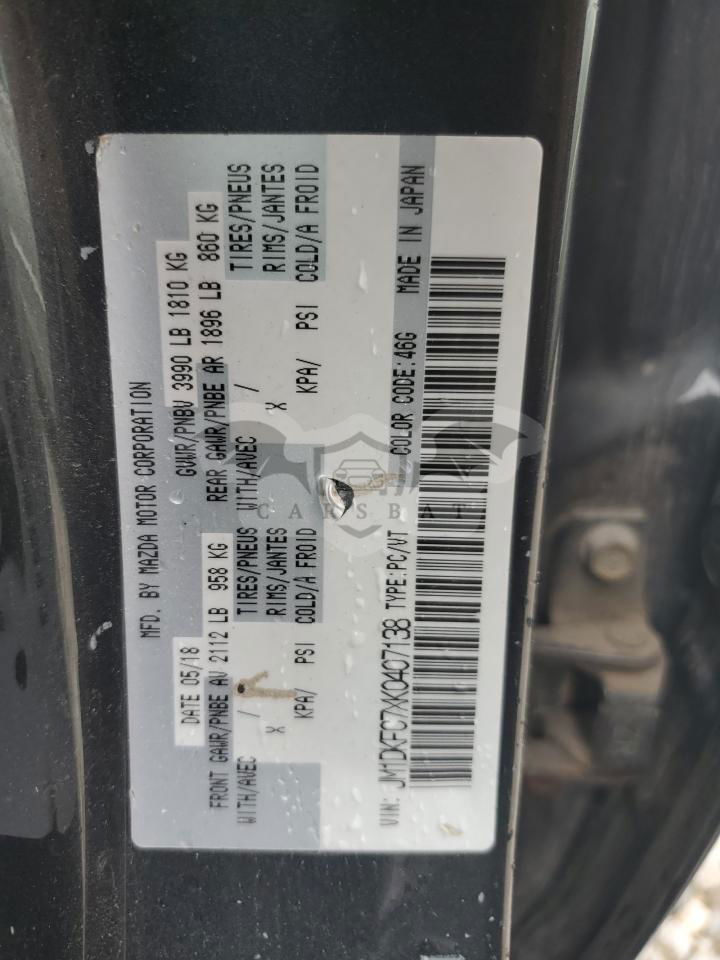 MFD. BY MAZDA MOTOR CORPORATION
DATE 05/18 GVWR/PNBV 3990 LB 1810 KG
FRONT GAWR/PNBE AV 2112 LB 958 KG REAR GAWR/PNBE AR 1896 LB 860 KG
WITH/AVEC / TIRES/PNEUS WITH/AVEC / TIRES/PNEUS
X RIMS/JANTES X RIMS/JANTES
KPA/ PSI COLD/A FROID KPA/ PSI COLD/A FROID
CARSBAT
VIN: JM1DKFC7XK0407138 TYPE:PC/VT COLOR CODE:46G MADE IN JAPAN